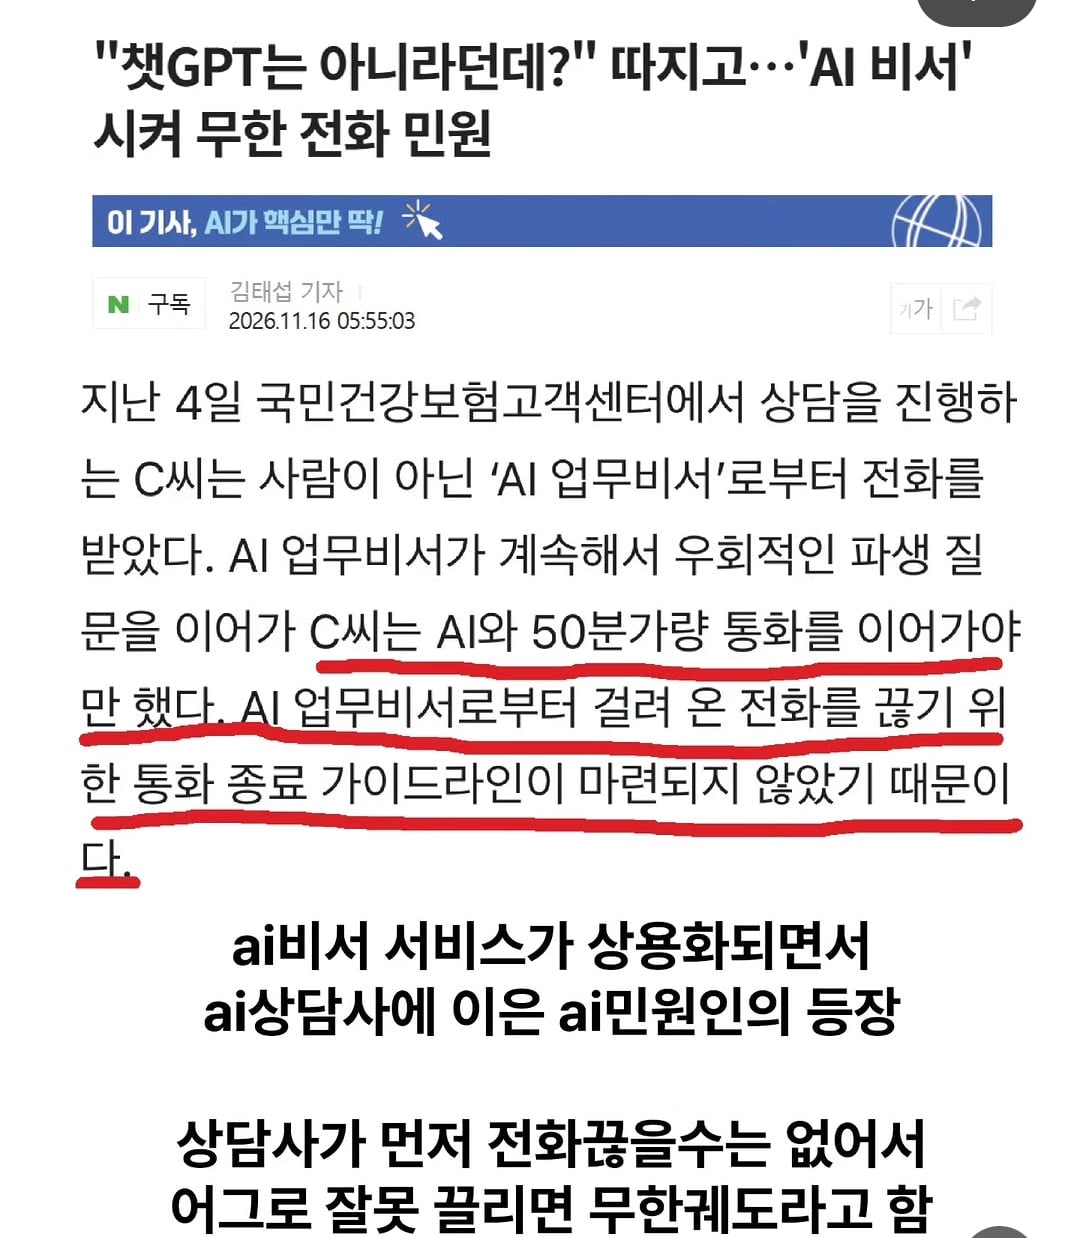 "챗GPT는 아니라던데?" 따지고…'AI 비서'
시켜 무한 전화 민원
이 기사, AI가 핵심만 딱!
N 구독
김태섭 기자
2026.11.16 05:55:03
가가
지난 4일 국민건강보험고객센터에서 상담을 진행하
는 C씨는 사람이 아닌 ‘AI 업무비서’로부터 전화를
받았다. AI 업무비서가 계속해서 우회적인 파생 질
문을 이어가 C씨는 AI와 50분가량 통화를 이어가야
만 했다. AI 업무비서로부터 걸려 온 전화를 끊기 위
한 통화 종료 가이드라인이 마련되지 않았기 때문이
다.
ai비서 서비스가 상용화되면서
ai상담사에 이은 ai민원인의 등장
상담사가 먼저 전화끊을수는 없어서
어그로 잘못 끌리면 무한궤도라고 함